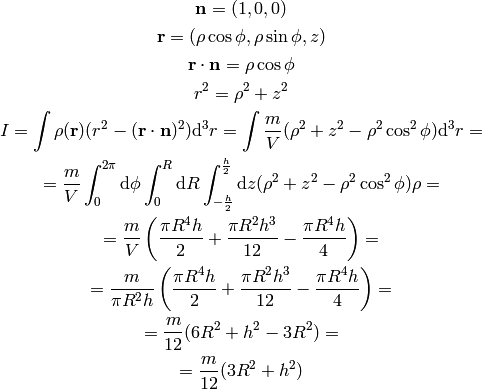 n = (1, 0, 0)
r = (ρ cos ϕ, ρ sin ϕ, z)
r · n = ρ cos ϕ
r² = ρ² + z²
I = ∫ ρ(r)(r² − (r · n)²)d³r = ∫ m/V (ρ² + z² − ρ² cos² ϕ)d³r =
= m/V ∫₀^{2π} dϕ ∫₀^R dR ∫_{−h/2}^{h/2} dz(ρ² + z² − ρ² cos² ϕ)ρ =
= m/V (πR⁴h/2 + πR²h³/12 − πR⁴h/4) =
= m/(πR²h) (πR⁴h/2 + πR²h³/12 − πR⁴h/4) =
= m/12 (6R² + h² − 3R²) =
= m/12 (3R² + h²)